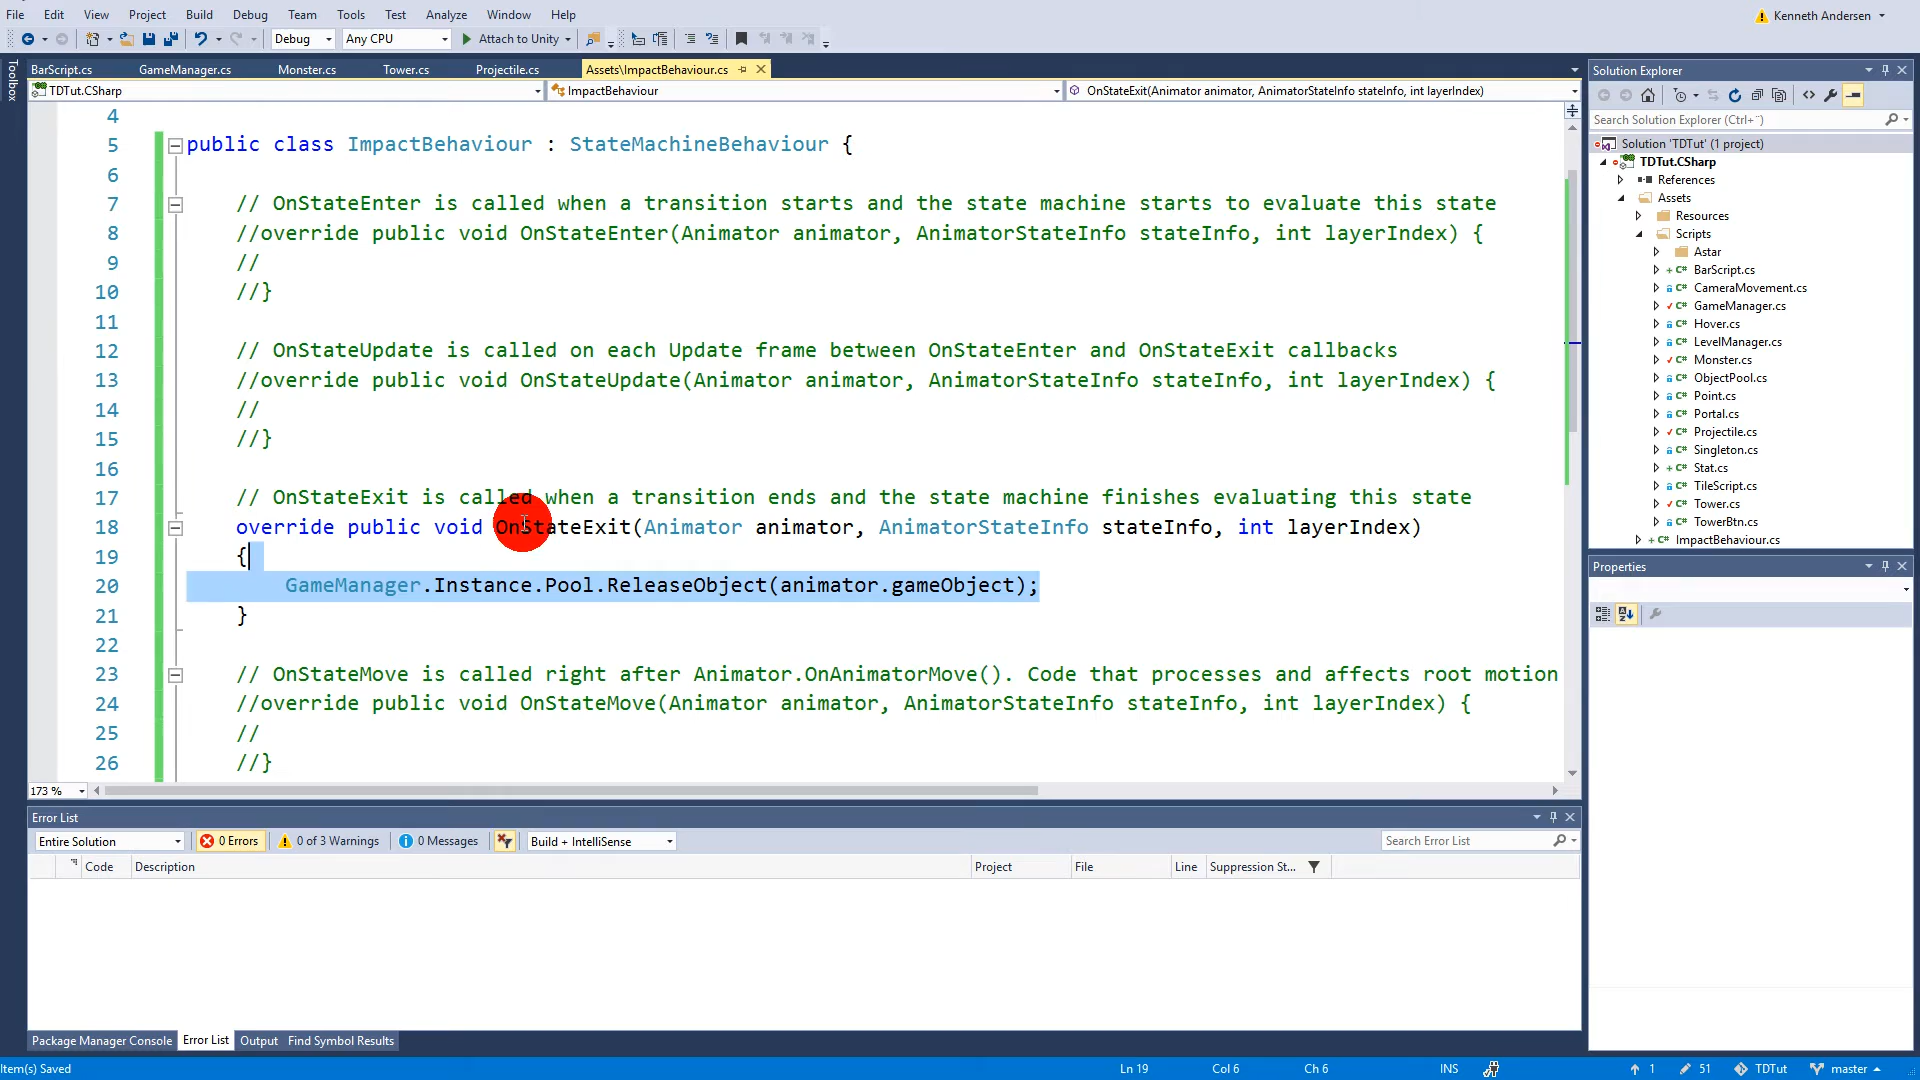 File Edit View Project Build Debug Team Tools Test Analyze Window Help
Kenneth Andersen
Debug Any CPU Attach to Unity
Toolbox
BarScript.cs GameManager.cs Monster.cs Tower.cs Projectile.cs Assets\ImpactBehaviour.cs
TDTut.CSharp ImpactBehaviour OnStateExit(Animator animator, AnimatorStateInfo stateInfo, int layerIndex)
4
5 public class ImpactBehaviour : StateMachineBehaviour {
6
7 // OnStateEnter is called when a transition starts and the state machine starts to evaluate this state
8 //override public void OnStateEnter(Animator animator, AnimatorStateInfo stateInfo, int layerIndex) {
9 //
10 //}
11
12 // OnStateUpdate is called on each Update frame between OnStateEnter and OnStateExit callbacks
13 //override public void OnStateUpdate(Animator animator, AnimatorStateInfo stateInfo, int layerIndex) {
14 //
15 //}
16
17 // OnStateExit is called when a transition ends and the state machine finishes evaluating this state
18 override public void OnStateExit(Animator animator, AnimatorStateInfo stateInfo, int layerIndex)
19 {
20 GameManager.Instance.Pool.ReleaseObject(animator.gameObject);
21 }
22
23 // OnStateMove is called right after Animator.OnAnimatorMove(). Code that processes and affects root motion
24 //override public void OnStateMove(Animator animator, AnimatorStateInfo stateInfo, int layerIndex) {
25 //
26 //}
173 %
Solution Explorer
Search Solution Explorer (Ctrl+¨)
Solution 'TDTut' (1 project)
TDTut.CSharp
References
Assets
Resources
Scripts
Astar
BarScript.cs
CameraMovement.cs
GameManager.cs
Hover.cs
LevelManager.cs
Monster.cs
ObjectPool.cs
Point.cs
Portal.cs
Projectile.cs
Singleton.cs
Stat.cs
TileScript.cs
Tower.cs
TowerBtn.cs
ImpactBehaviour.cs
Properties
Error List
Entire Solution 0 Errors 0 of 3 Warnings 0 Messages Build + IntelliSense Search Error List
Code Description Project File Line Suppression St...
Package Manager Console Error List Output Find Symbol Results
Item(s) Saved Ln 19 Col 6 Ch 6 INS 1 51 TDTut master